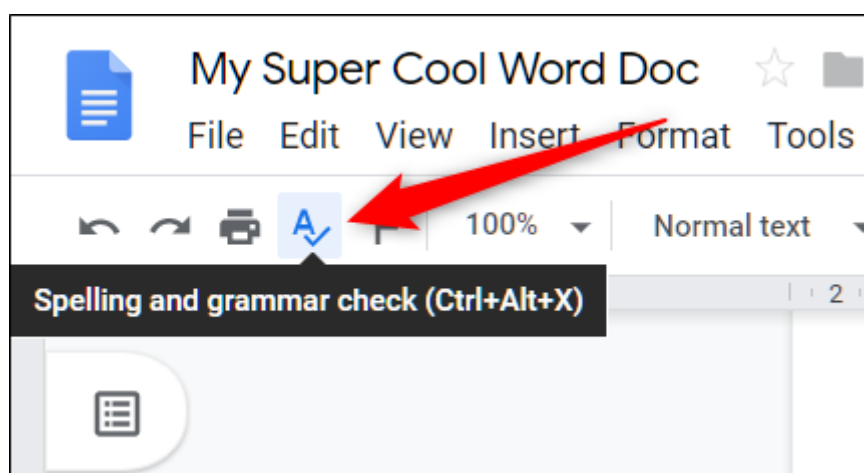 My Super Cool Word Doc
File Edit View Insert Format Tools
100% Normal text
Spelling and grammar check (Ctrl+Alt+X)
2